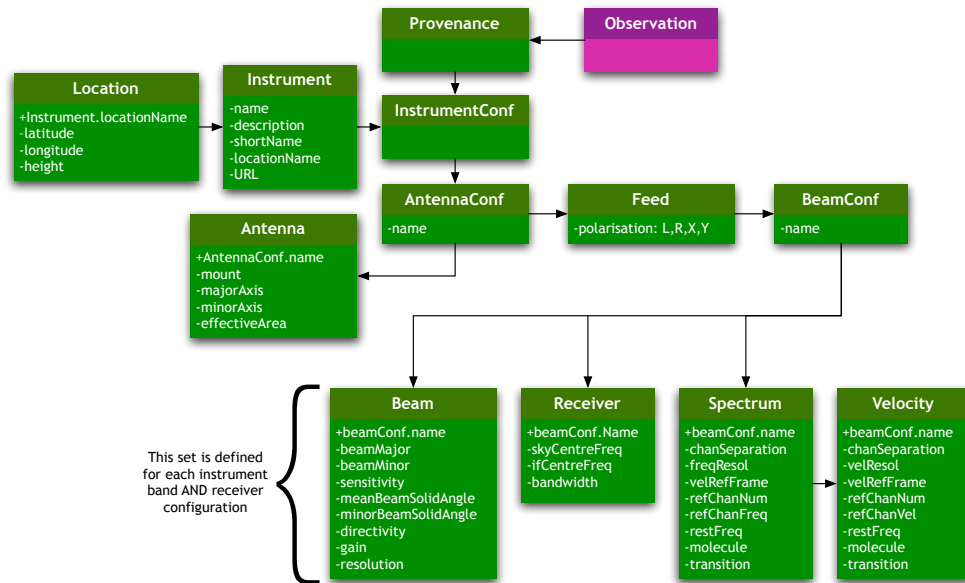 Provenance
Observation
Location
+Instrument.locationName
-latitude
-longitude
-height
Instrument
-name
-description
-shortName
-locationName
-URL
InstrumentConf
AntennaConf
-name
Feed
-polarisation: L,R,X,Y
BeamConf
-name
Antenna
+AntennaConf.name
-mount
-majorAxis
-minorAxis
-effectiveArea
This set is defined
for each instrument
band AND receiver
configuration
Beam
+beamConf.name
-beamMajor
-beamMinor
-sensitivity
-meanBeamSolidAngle
-minorBeamSolidAngle
-directivity
-gain
-resolution
Receiver
+beamConf.Name
-skyCentreFreq
-ifCentreFreq
-bandwidth
Spectrum
+beamConf.name
-chanSeparation
-freqResol
-velRefFrame
-refChanNum
-refChanFreq
-restFreq
-molecule
-transition
Velocity
+beamConf.name
-chanSeparation
-velResol
-velRefFrame
-refChanNum
-refChanVel
-restFreq
-molecule
-transition